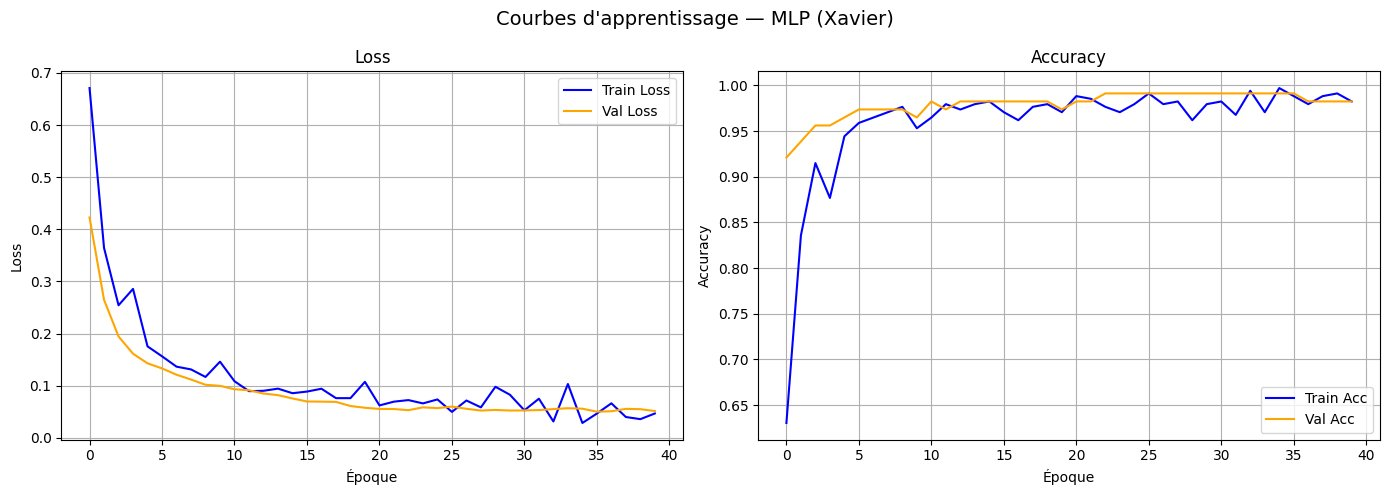 Courbes d'apprentissage — MLP (Xavier)
Loss
0.7
0.6
0.5
0.4
0.3
0.2
0.1
0.0
Loss
Train Loss
Val Loss
0 5 10 15 20 25 30 35 40
Époque
Accuracy
1.00
0.95
0.90
0.85
0.80
0.75
0.70
0.65
Accuracy
Train Acc
Val Acc
0 5 10 15 20 25 30 35 40
Époque